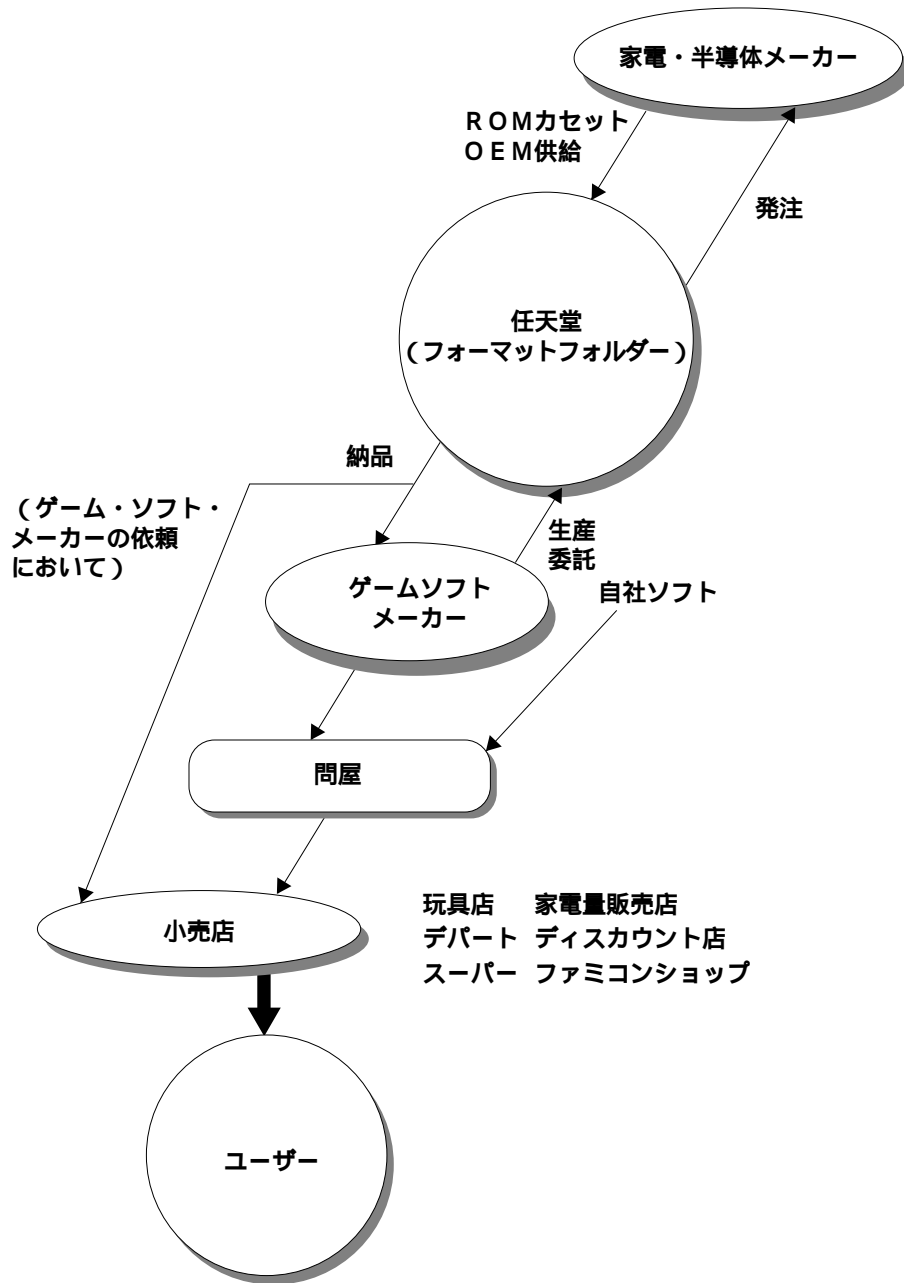 家電・半導体メーカー
ＲＯＭカセット
ＯＥＭ供給
発注
任天堂
（フォーマットフォルダー）
納品
（ゲーム・ソフト・
メーカーの依頼
において）
生産
委託
ゲームソフト
メーカー
自社ソフト
問屋
小売店
玩具店　家電量販店
デパート　ディスカウント店
スーパー　ファミコンショップ
ユーザー